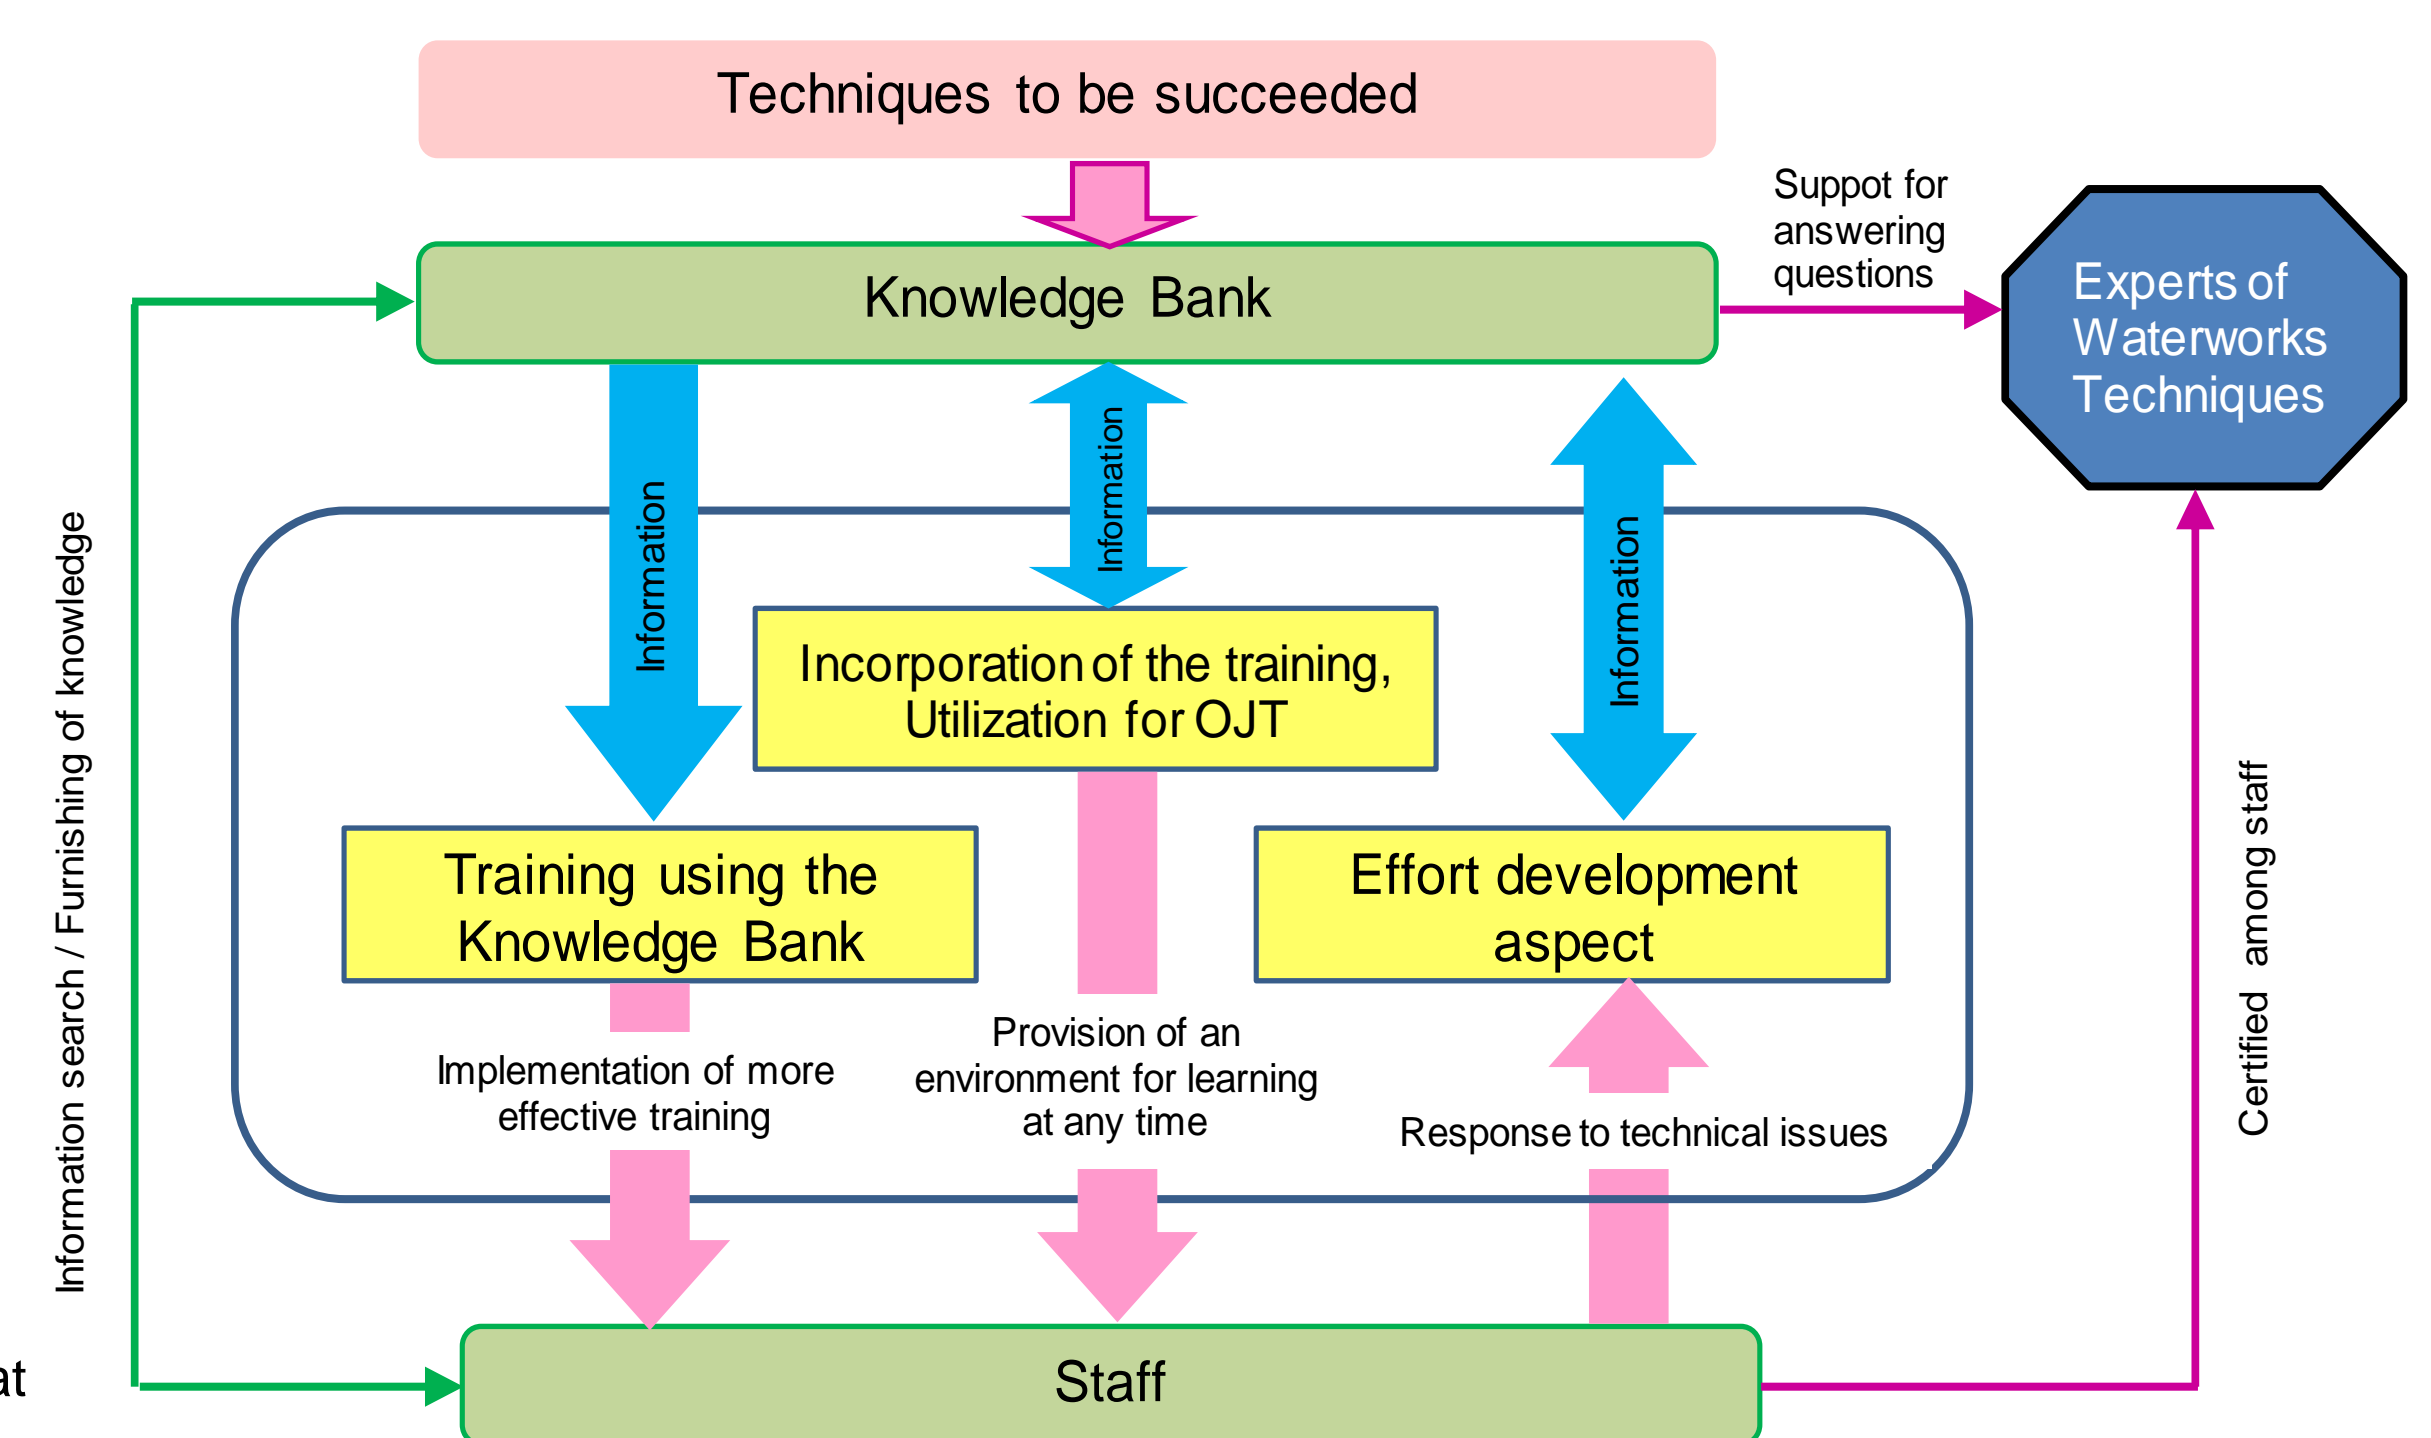 Techniques to be succeeded
Suppot for
answering
questions
Knowledge Bank
Experts of
Waterworks
Techniques
Information
Information
Information
Information search / Furnishing of knowledge
Incorporation of the training,
Utilization for OJT
Training using the
Knowledge Bank
Effort development
aspect
Certified among staff
Implementation of more
effective training
Provision of an
environment for learning
at any time
Response to technical issues
at
Staff